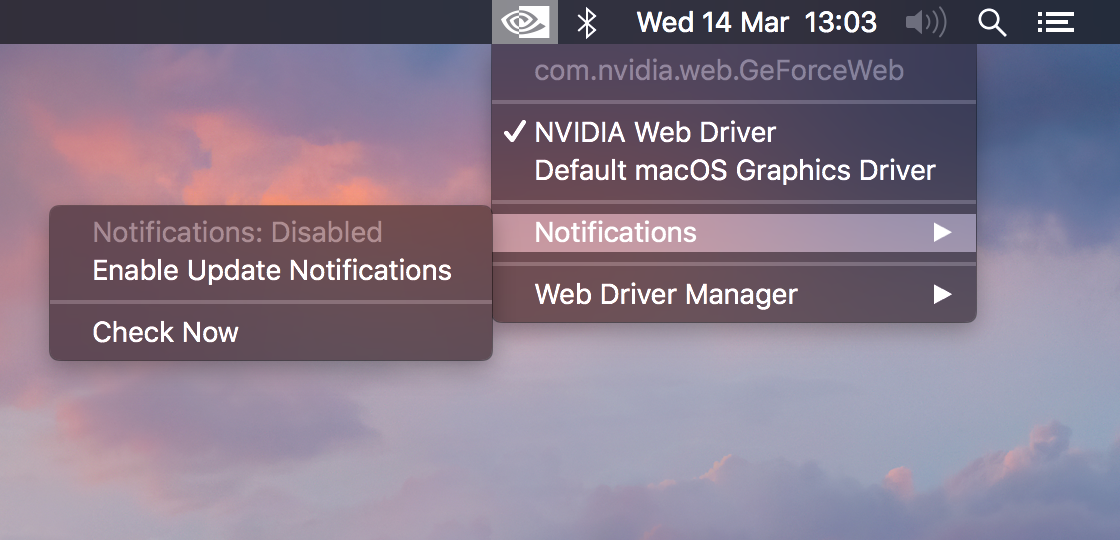 Wed 14 Mar 13:03
com.nvidia.web.GeForceWeb
NVIDIA Web Driver
Default macOS Graphics Driver
Notifications
Web Driver Manager
Notifications: Disabled
Enable Update Notifications
Check Now